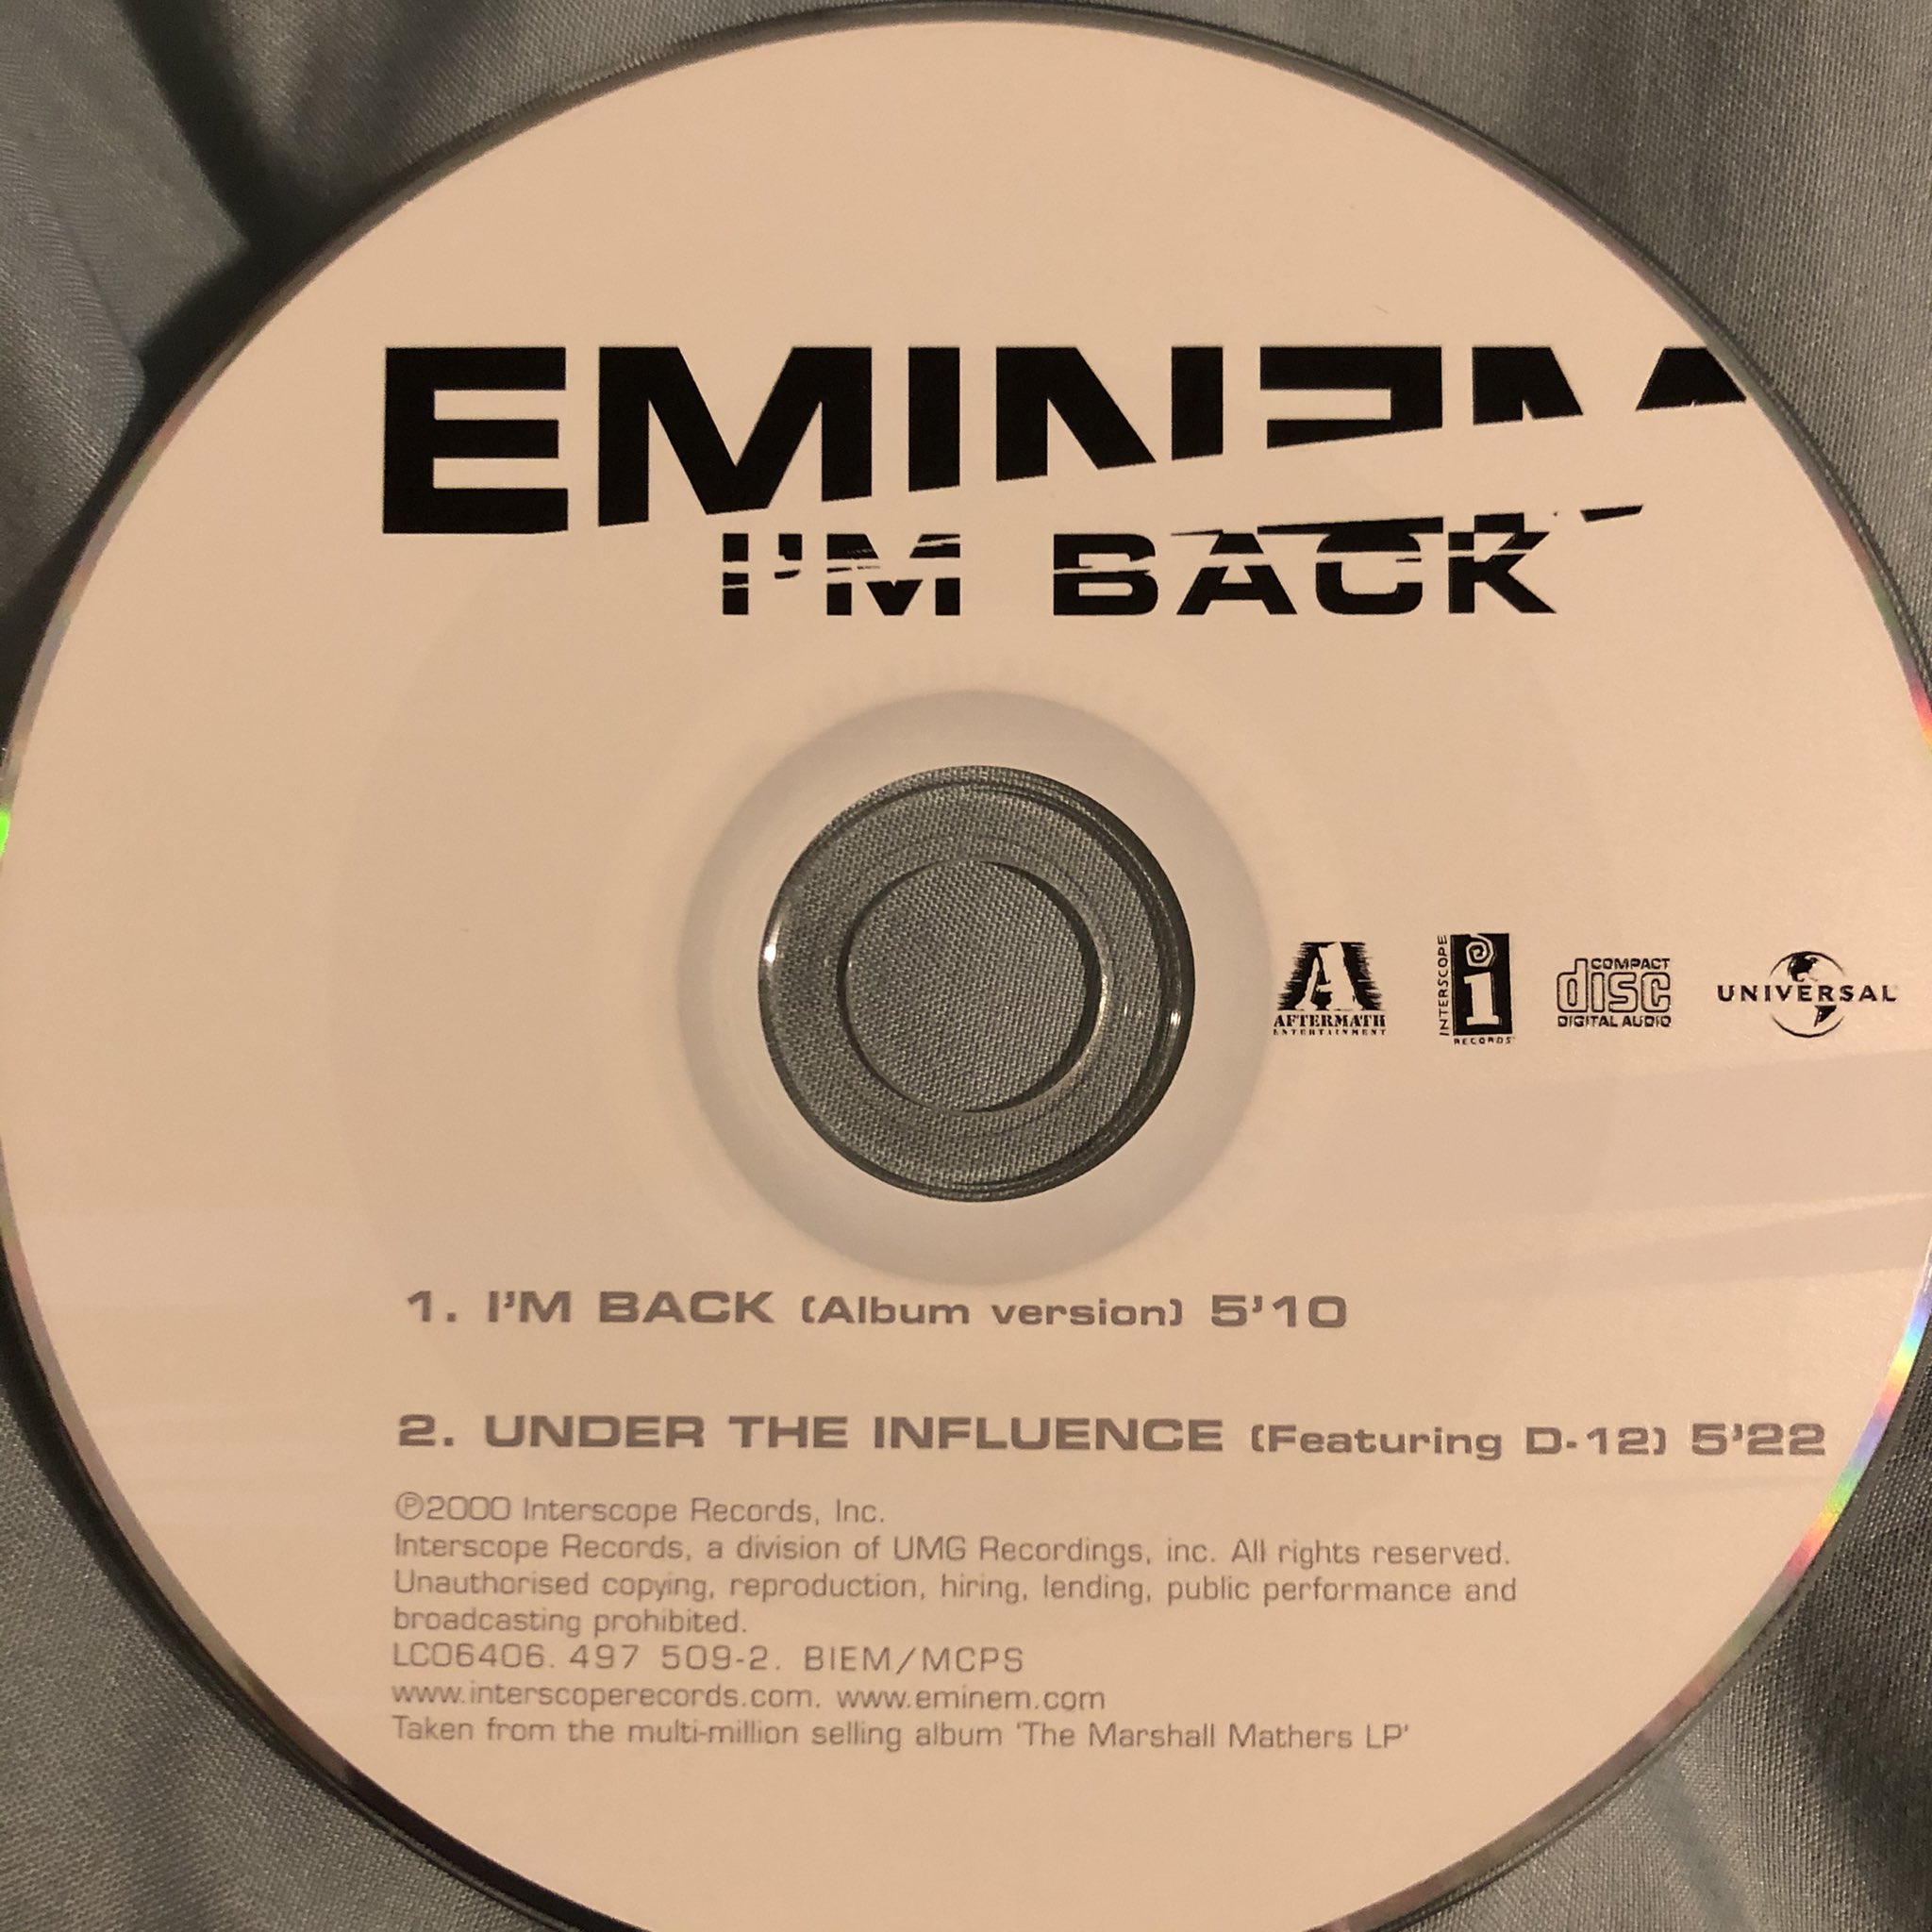 EMINEM
I'M BACK
AFTERMATH
ENTERTAINMENT
INTERSCOPE
RECORDS
COMPACT
disc
DIGITAL AUDIO
UNIVERSAL
1. I'M BACK (Album version) 5'10
2. UNDER THE INFLUENCE (Featuring D-12) 5'22
℗2000 Interscope Records, Inc.
Interscope Records, a division of UMG Recordings, inc. All rights reserved.
Unauthorised copying, reproduction, hiring, lending, public performance and
broadcasting prohibited.
LC06406. 497 509-2. BIEM/MCPS
www.interscoperecords.com. www.eminem.com
Taken from the multi-million selling album 'The Marshall Mathers LP'